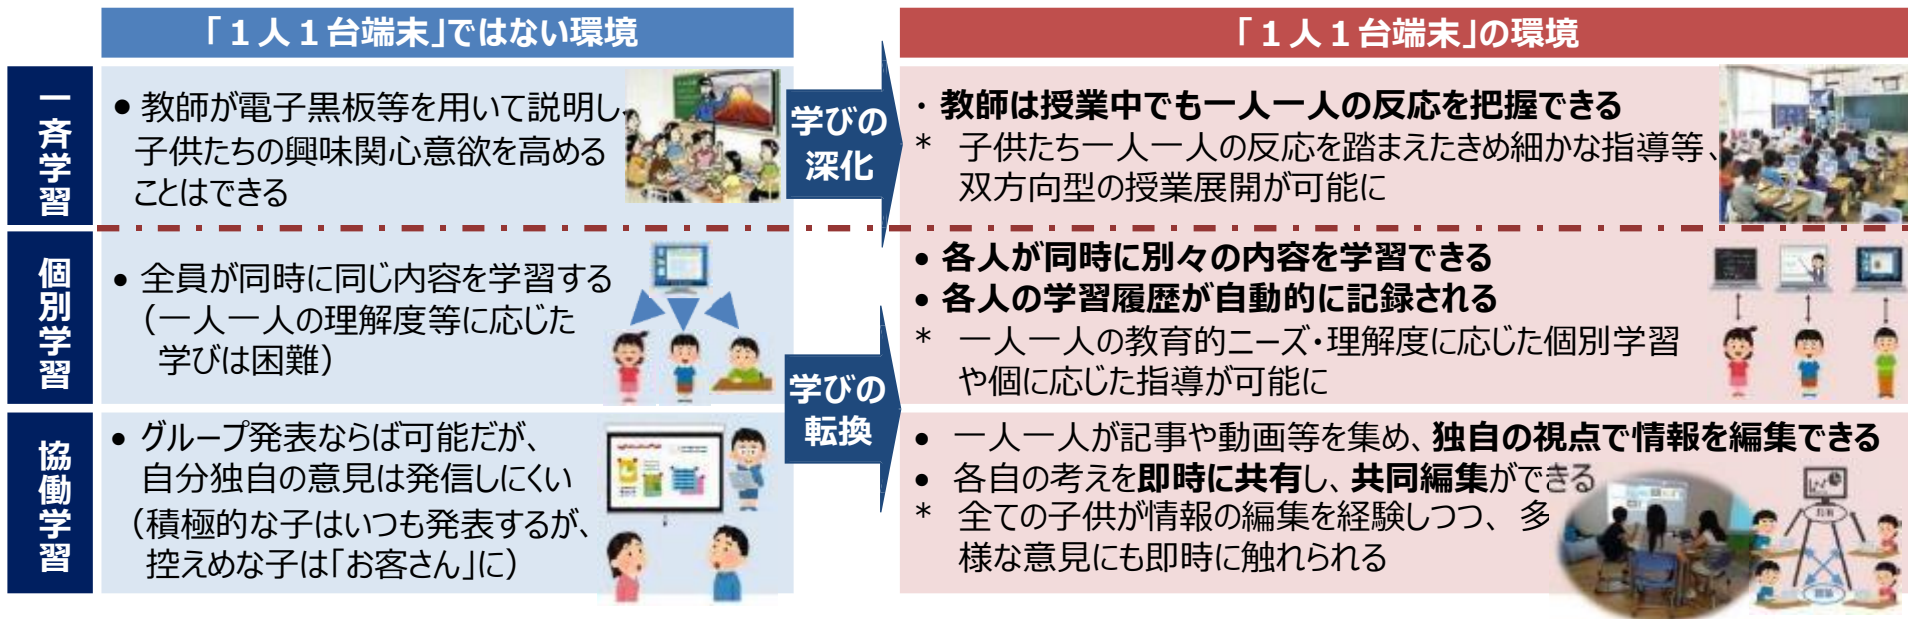 「１人１台端末」ではない環境
「１人１台端末」の環境
一斉学習
• 教師が電子黒板等を用いて説明し、
子供たちの興味関心意欲を高める
ことはできる
学びの
深化
・教師は授業中でも一人一人の反応を把握できる
* 子供たち一人一人の反応を踏まえたきめ細かな指導等、
双方向型の授業展開が可能に
個別学習
• 全員が同時に同じ内容を学習する
（一人一人の理解度等に応じた
学びは困難）
学びの
転換
• 各人が同時に別々の内容を学習できる
• 各人の学習履歴が自動的に記録される
* 一人一人の教育的ニーズ・理解度に応じた個別学習
や個に応じた指導が可能に
協働学習
• グループ発表ならば可能だが、
自分独自の意見は発信しにくい
（積極的な子はいつも発表するが、
控えめな子は「お客さん」に）
• 一人一人が記事や動画等を集め、独自の視点で情報を編集できる
• 各自の考えを即時に共有し、共同編集ができる
* 全ての子供が情報の編集を経験しつつ、多
様な意見にも即時に触れられる